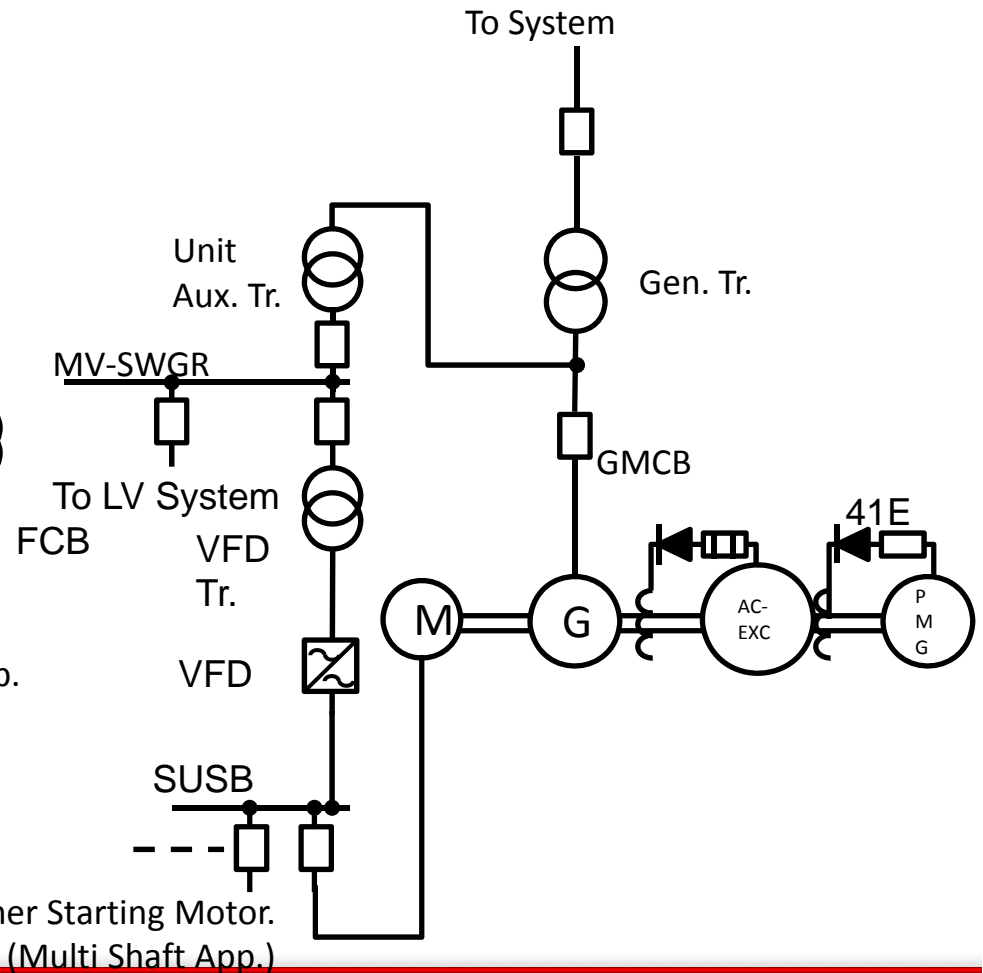 To System
Unit
Aux. Tr.
Gen. Tr.
MV-SWGR
GMCB
To LV System
FCB
VFD
Tr.
41E
M
G
AC-
EXC
P
M
G
VFD
SUSB
Starting Motor.
(Multi Shaft App.)